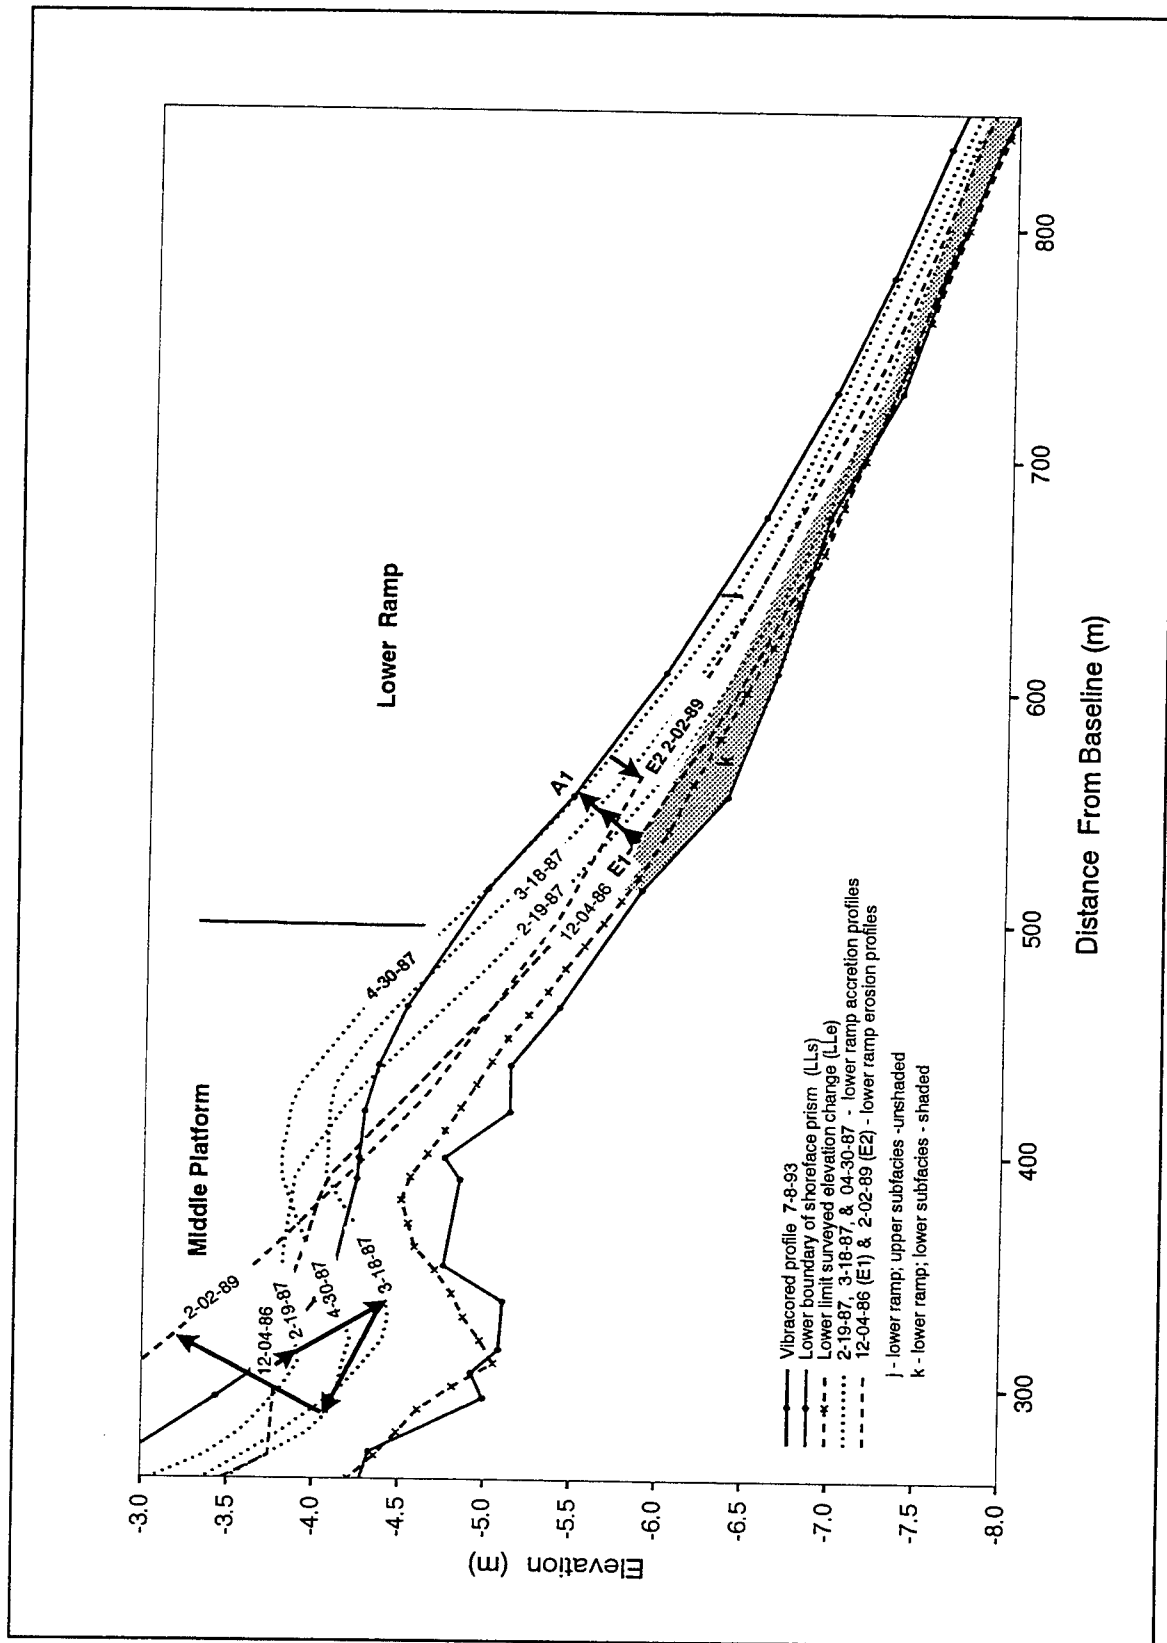 Middle Platform
Lower Ramp
2-02-89
12-04-86
2-19-87
4-30-87
3-18-87
4-30-87
3-18-87
2-19-87
12-04-86
A1
E1
E2 2-02-89
j
k
Vibracored profile 7-8-93
Lower boundary of shoreface prism (LLs)
Lower limit surveyed elevation change (LLe)
2-19-87, 3-18-87, & 04-30-87 - lower ramp accretion profiles
12-04-86 (E1) & 2-02-89 (E2) - lower ramp erosion profiles
j - lower ramp; upper subfacies -unshaded
k - lower ramp; lower subfacies - shaded
Elevation (m)
-3.0
-3.5
-4.0
-4.5
-5.0
-5.5
-6.0
-6.5
-7.0
-7.5
-8.0
300
400
500
600
700
800
Distance From Baseline (m)